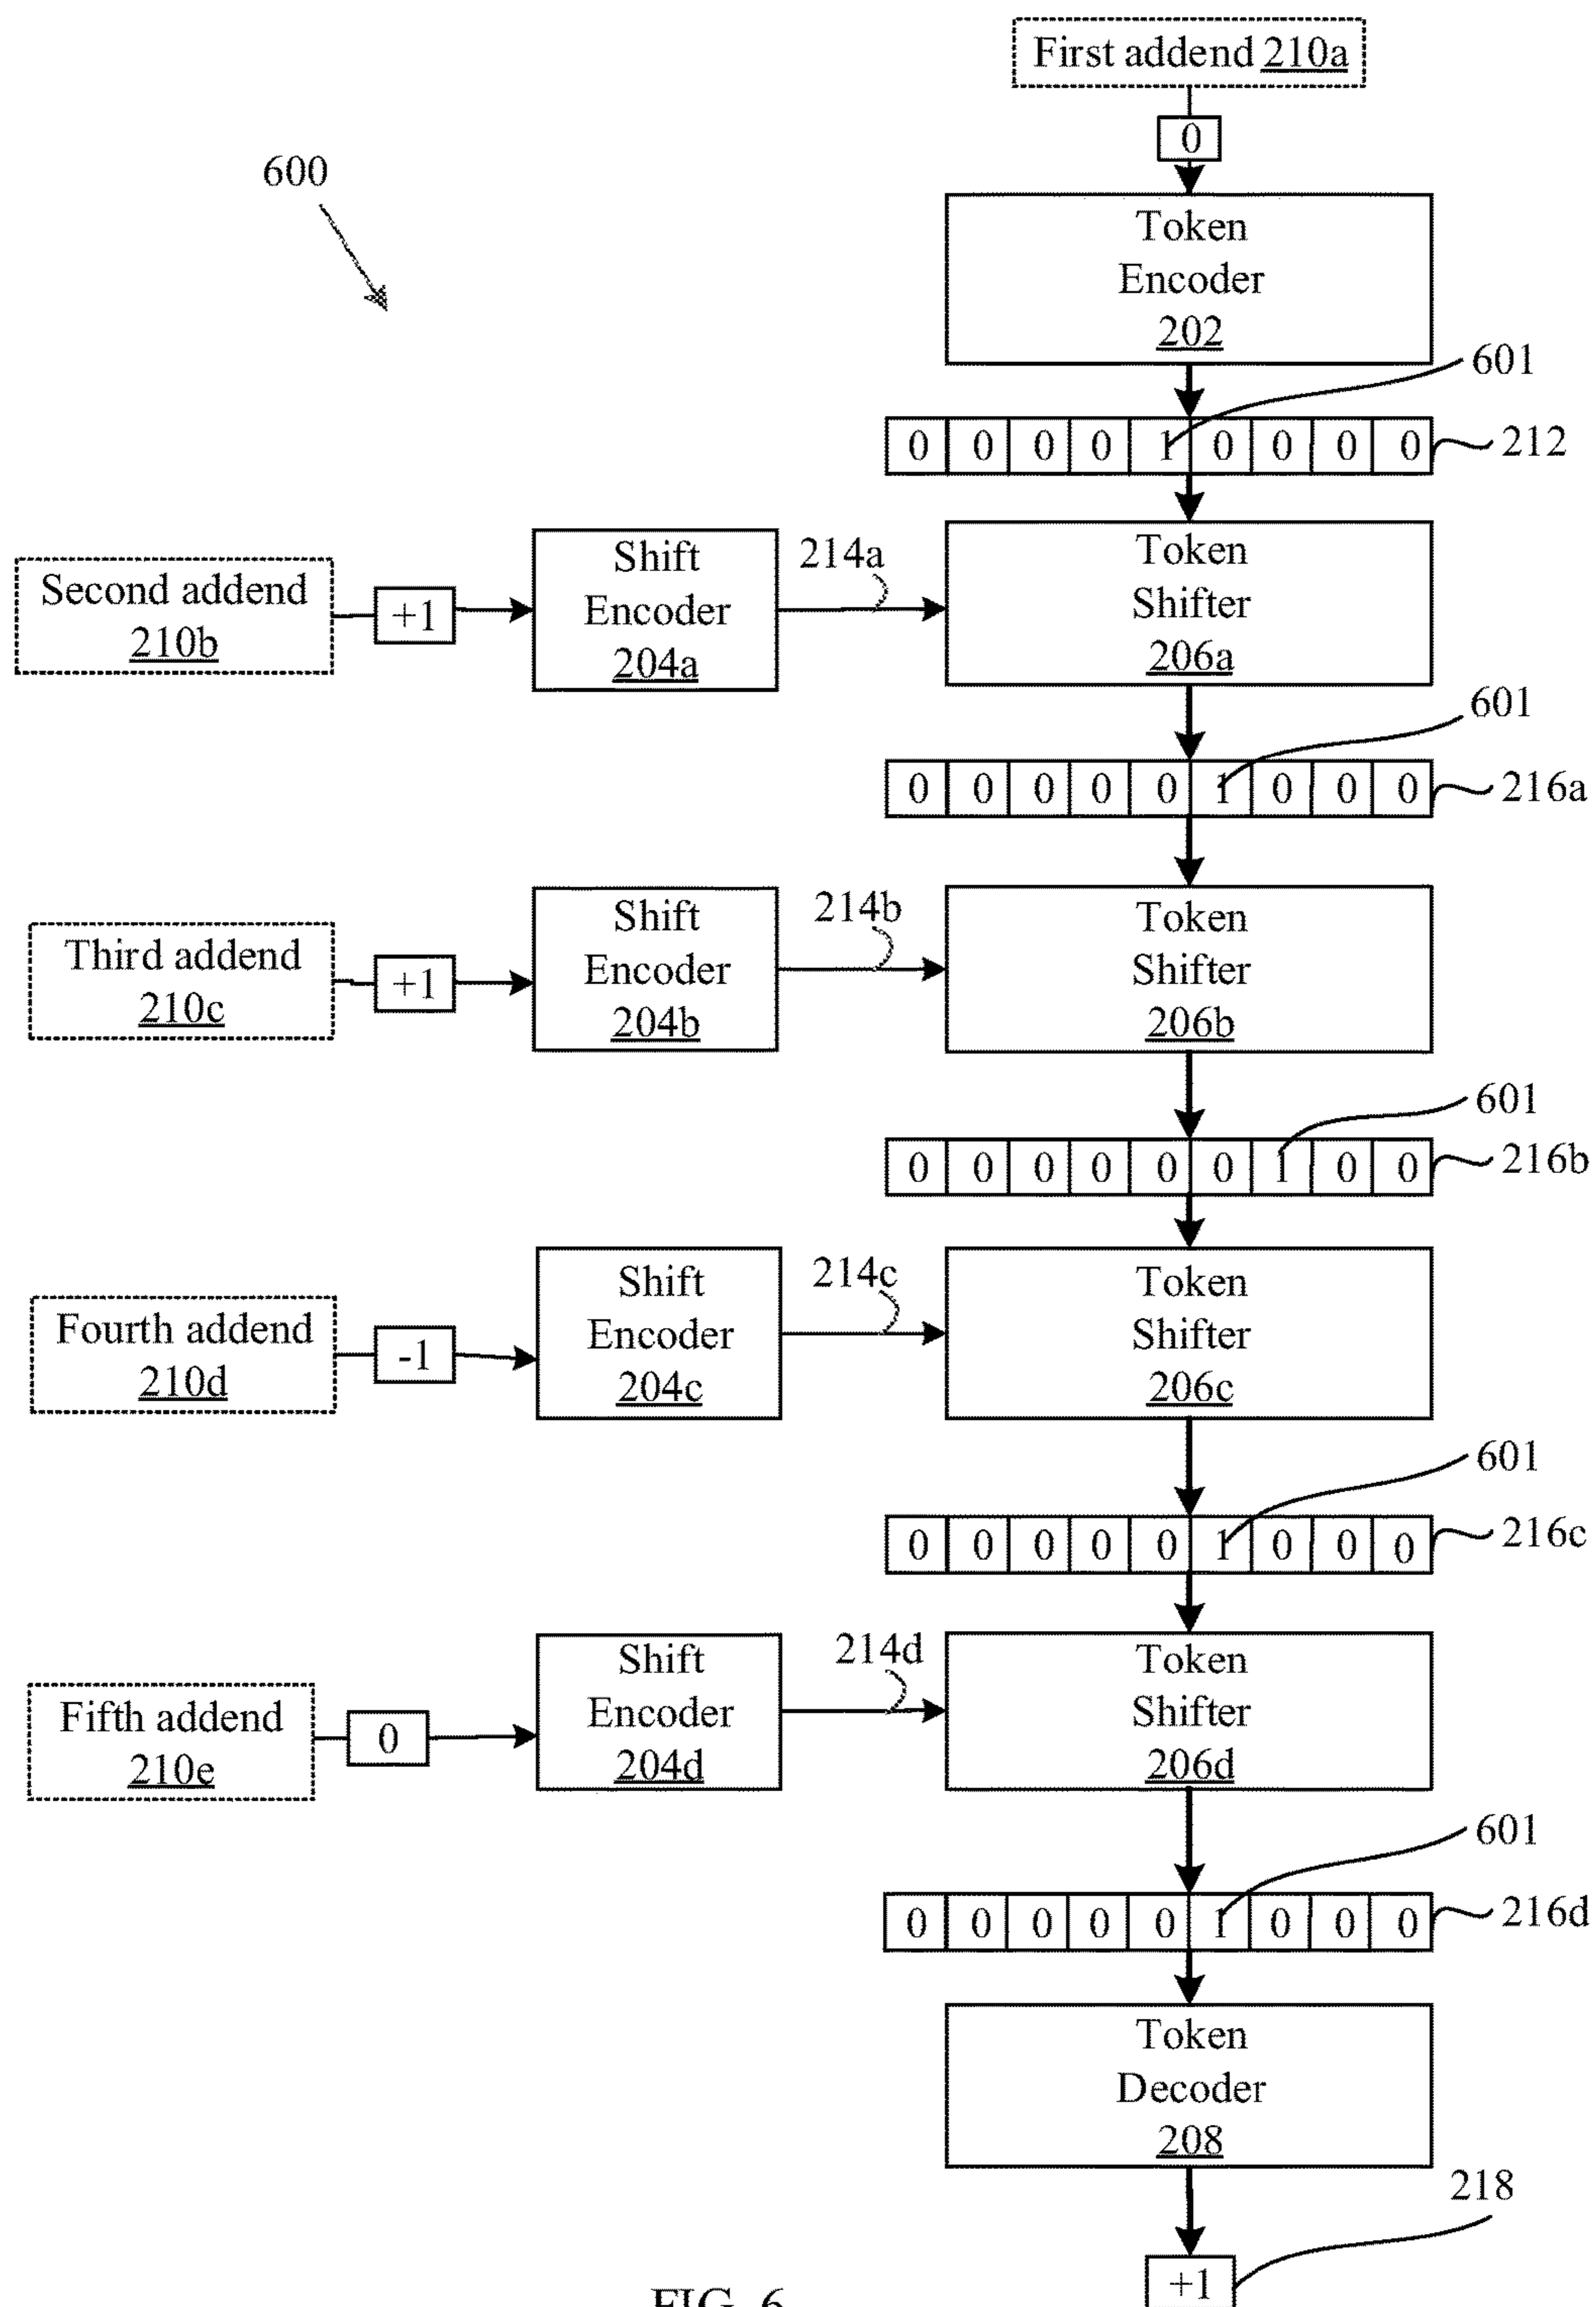 First addend 210a
0
600
Token
Encoder
202
601
0 0 0 0 1 0 0 0 0
212
Second addend
210b
+1
Shift
Encoder
204a
214a
Token
Shifter
206a
601
0 0 0 0 0 1 0 0 0
216a
Third addend
210c
+1
Shift
Encoder
204b
214b
Token
Shifter
206b
601
0 0 0 0 0 0 1 0 0
216b
Fourth addend
210d
-1
Shift
Encoder
204c
214c
Token
Shifter
206c
601
0 0 0 0 0 1 0 0 0
216c
Fifth addend
210e
0
Shift
Encoder
204d
214d
Token
Shifter
206d
601
0 0 0 0 0 1 0 0 0
216d
Token
Decoder
208
218
+1
FIG. 6